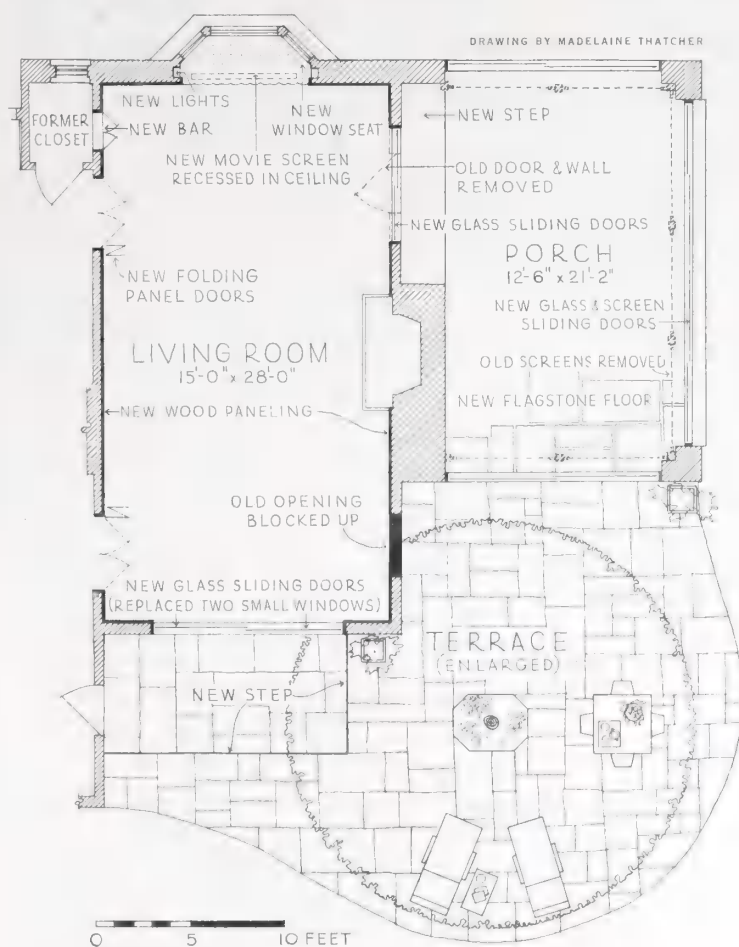 DRAWING BY MADELAINE THATCHER
FORMER
CLOSET
NEW LIGHTS
NEW BAR
NEW
WINDOW SEAT
NEW MOVIE SCREEN
RECESSED IN CEILING
NEW STEP
OLD DOOR & WALL
REMOVED
NEW GLASS SLIDING DOORS
PORCH
12'-6" x 21'-2"
NEW FOLDING
PANEL DOORS
NEW GLASS & SCREEN
SLIDING DOORS
LIVING ROOM
15'-0" x 28'-0"
OLD SCREENS REMOVED
NEW WOOD PANELING
NEW FLAGSTONE FLOOR
OLD OPENING
BLOCKED UP
NEW GLASS SLIDING DOORS
(REPLACED TWO SMALL WINDOWS)
TERRACE
(ENLARGED)
NEW STEP
0 5 10 FEET